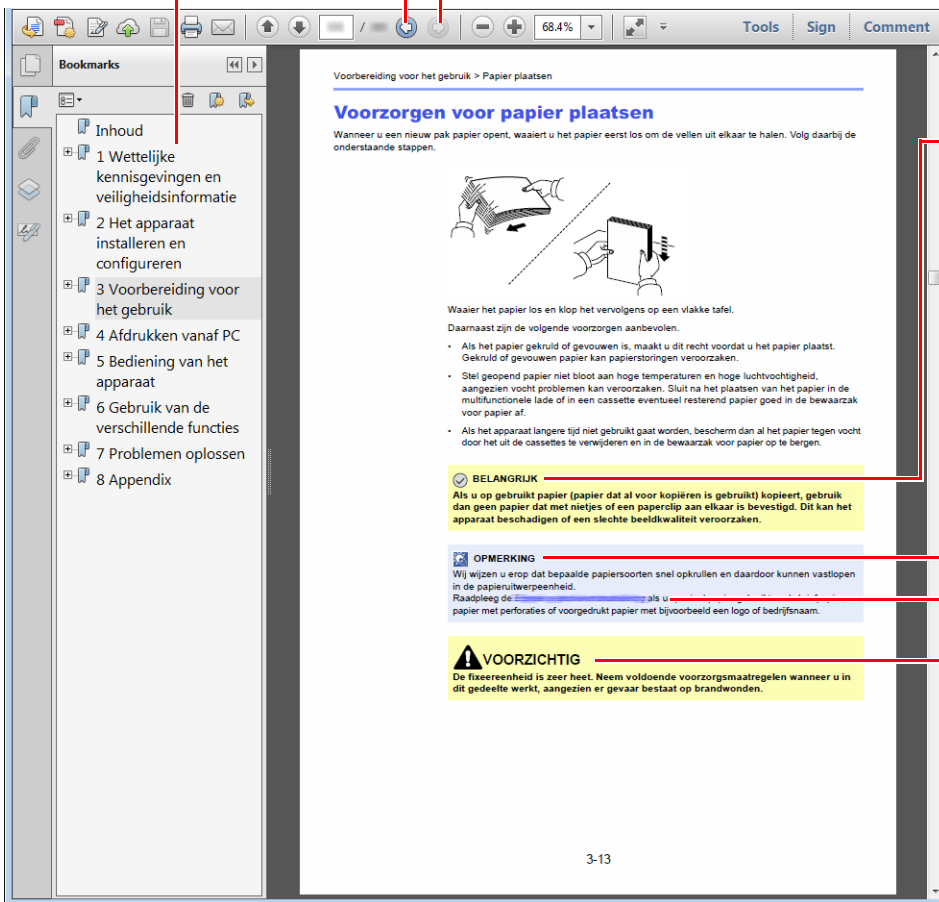 /
68.4%
Tools
Sign
Comment
Bookmarks
Inhoud
1 Wettelijke
kennisgevingen en
veiligheidsinformatie
2 Het apparaat
installeren en
configureren
3 Voorbereiding voor
het gebruik
4 Afdrukken vanaf PC
5 Bediening van het
apparaat
6 Gebruik van de
verschillende functies
7 Problemen oplossen
8 Appendix
Voorbereiding voor het gebruik > Papier plaatsen
Voorzorgen voor papier plaatsen
Wanneer u een nieuw pak papier opent, waaiert u het papier eerst los om de vellen uit elkaar te halen. Volg daarbij de
onderstaande stappen.
Waaier het papier los en klop het vervolgens op een vlakke tafel.
Daarnaast zijn de volgende voorzorgen aanbevolen.
• Als het papier gekruld of gevouwen is, maakt u dit recht voordat u het papier plaatst.
Gekruld of gevouwen papier kan papierstoringen veroorzaken.
• Stel geopend papier niet bloot aan hoge temperaturen en hoge luchtvochtigheid,
aangezien vocht problemen kan veroorzaken. Sluit na het plaatsen van het papier in de
multifunctionele lade of in een cassette eventueel resterend papier goed in de bewaarzak
voor papier af.
• Als het apparaat langere tijd niet gebruikt gaat worden, bescherm dan al het papier tegen vocht
door het uit de cassettes te verwijderen en in de bewaarzak voor papier op te bergen.
BELANGRIJK
Als u op gebruikt papier (papier dat al voor kopiëren is gebruikt) kopieert, gebruik
dan geen papier dat met nietjes of een paperclip aan elkaar is bevestigd. Dit kan het
apparaat beschadigen of een slechte beeldkwaliteit veroorzaken.
OPMERKING
Wij wijzen u erop dat bepaalde papiersoorten snel opkrullen en daardoor kunnen vastlopen
in de papieruitwerpeenheid.
Raadpleeg de als u
papier met perforaties of voorgedrukt papier met bijvoorbeeld een logo of bedrijfsnaam.
VOORZICHTIG
De fixeereenheid is zeer heet. Neem voldoende voorzorgsmaatregelen wanneer u in
dit gedeelte werkt, aangezien er gevaar bestaat op brandwonden.
3-13